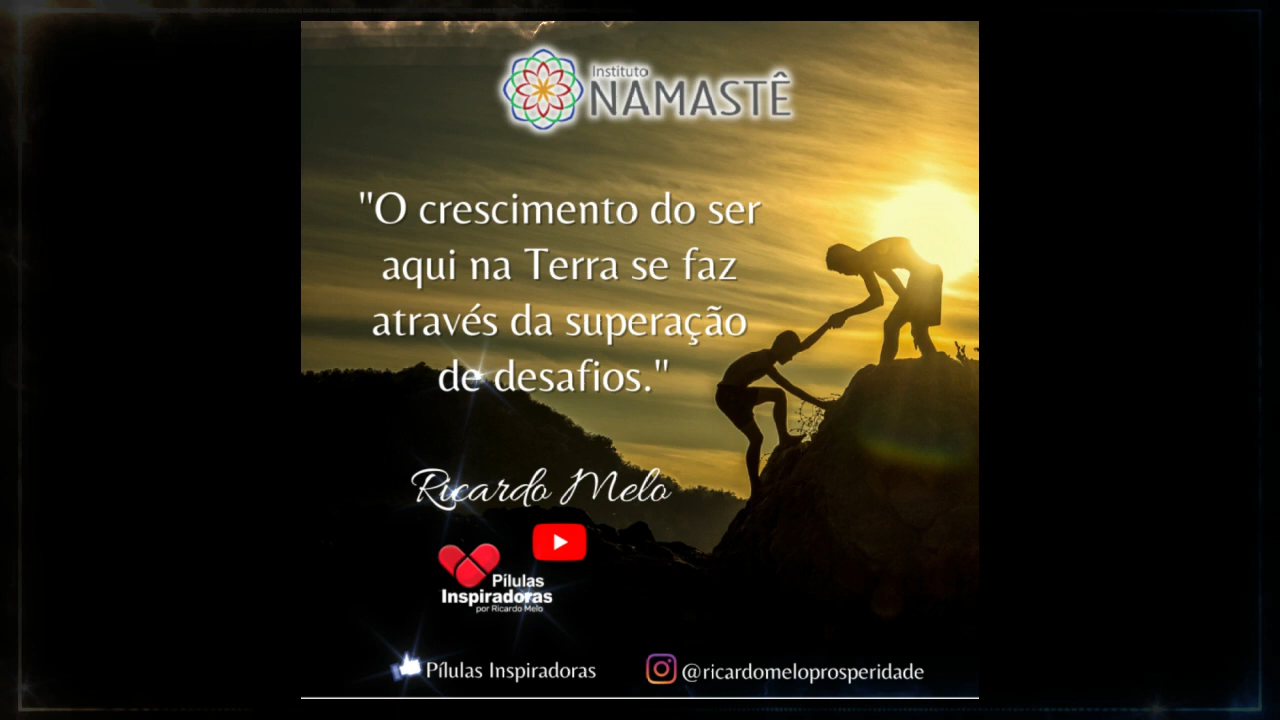 Instituto
NAMASTÊ
"O crescimento do ser
aqui na Terra se faz
através da superação
de desafios."
Ricardo Melo
Pílulas
Inspiradoras
por Ricardo Melo
Pílulas Inspiradoras
@ricardomeloprosperidade